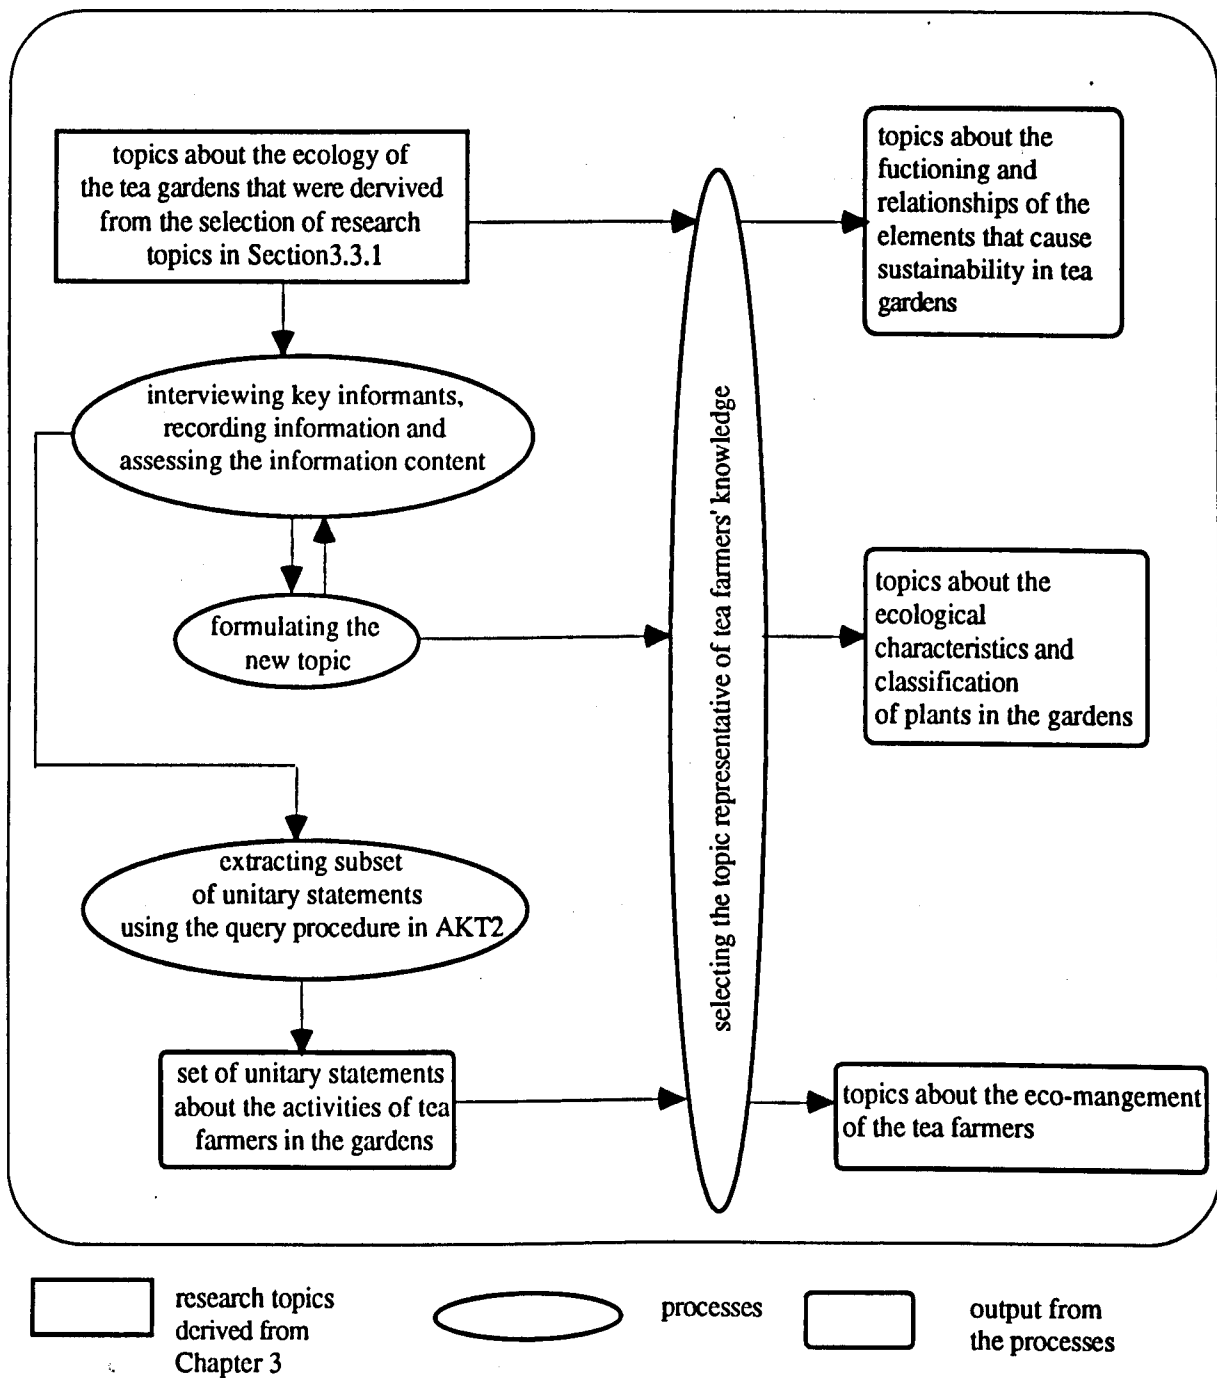 topics about the ecology of
the tea gardens that were dervived
from the selection of research
topics in Section3.3.1
topics about the
fuctioning and
relationships of the
elements that cause
sustainability in tea
gardens
interviewing key informants,
recording information and
assessing the information content
selecting the topic representative of tea farmers' knowledge
formulating the
new topic
topics about the
ecological
characteristics and
classification
of plants in the gardens
extracting subset
of unitary statements
using the query procedure in AKT2
set of unitary statements
about the activities of tea
farmers in the gardens
topics about the eco-mangement
of the tea farmers
research topics
derived from
Chapter 3
processes
output from
the processes